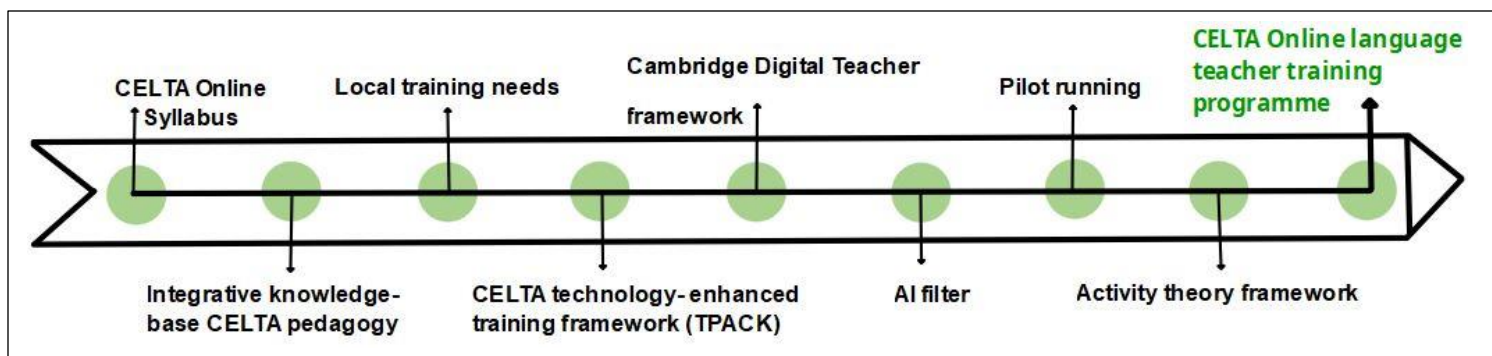 CELTA Online
Syllabus
Integrative knowledge-
base CELTA pedagogy
Local training needs
CELTA technology- enhanced
training framework (TPACK)
Cambridge Digital Teacher
framework
AI filter
Pilot running
Activity theory framework
CELTA Online language
teacher training
programme